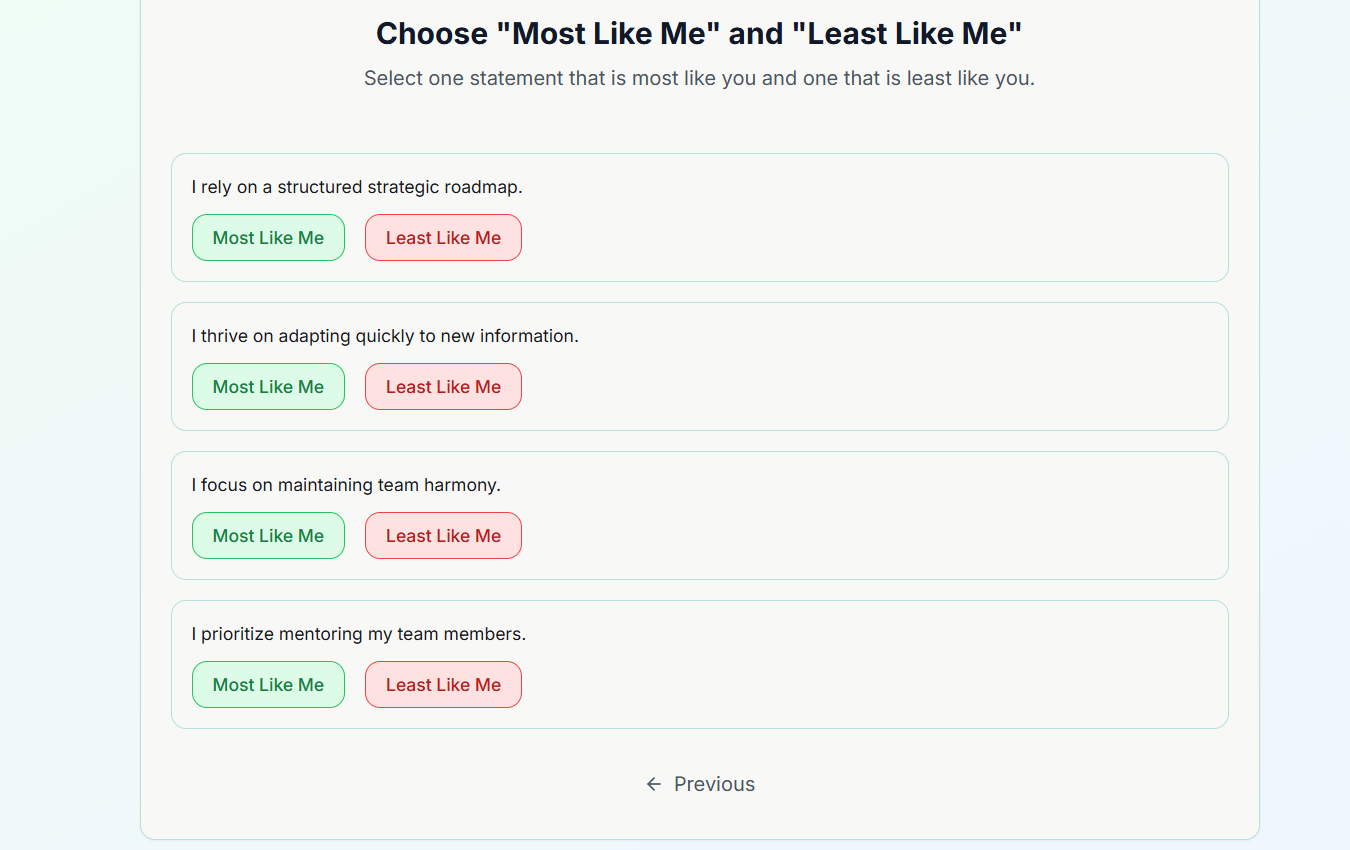 Choose "Most Like Me" and "Least Like Me"
Select one statement that is most like you and one that is least like you.
I rely on a structured strategic roadmap.
Most Like Me Least Like Me
I thrive on adapting quickly to new information.
Most Like Me Least Like Me
I focus on maintaining team harmony.
Most Like Me Least Like Me
I prioritize mentoring my team members.
Most Like Me Least Like Me
← Previous